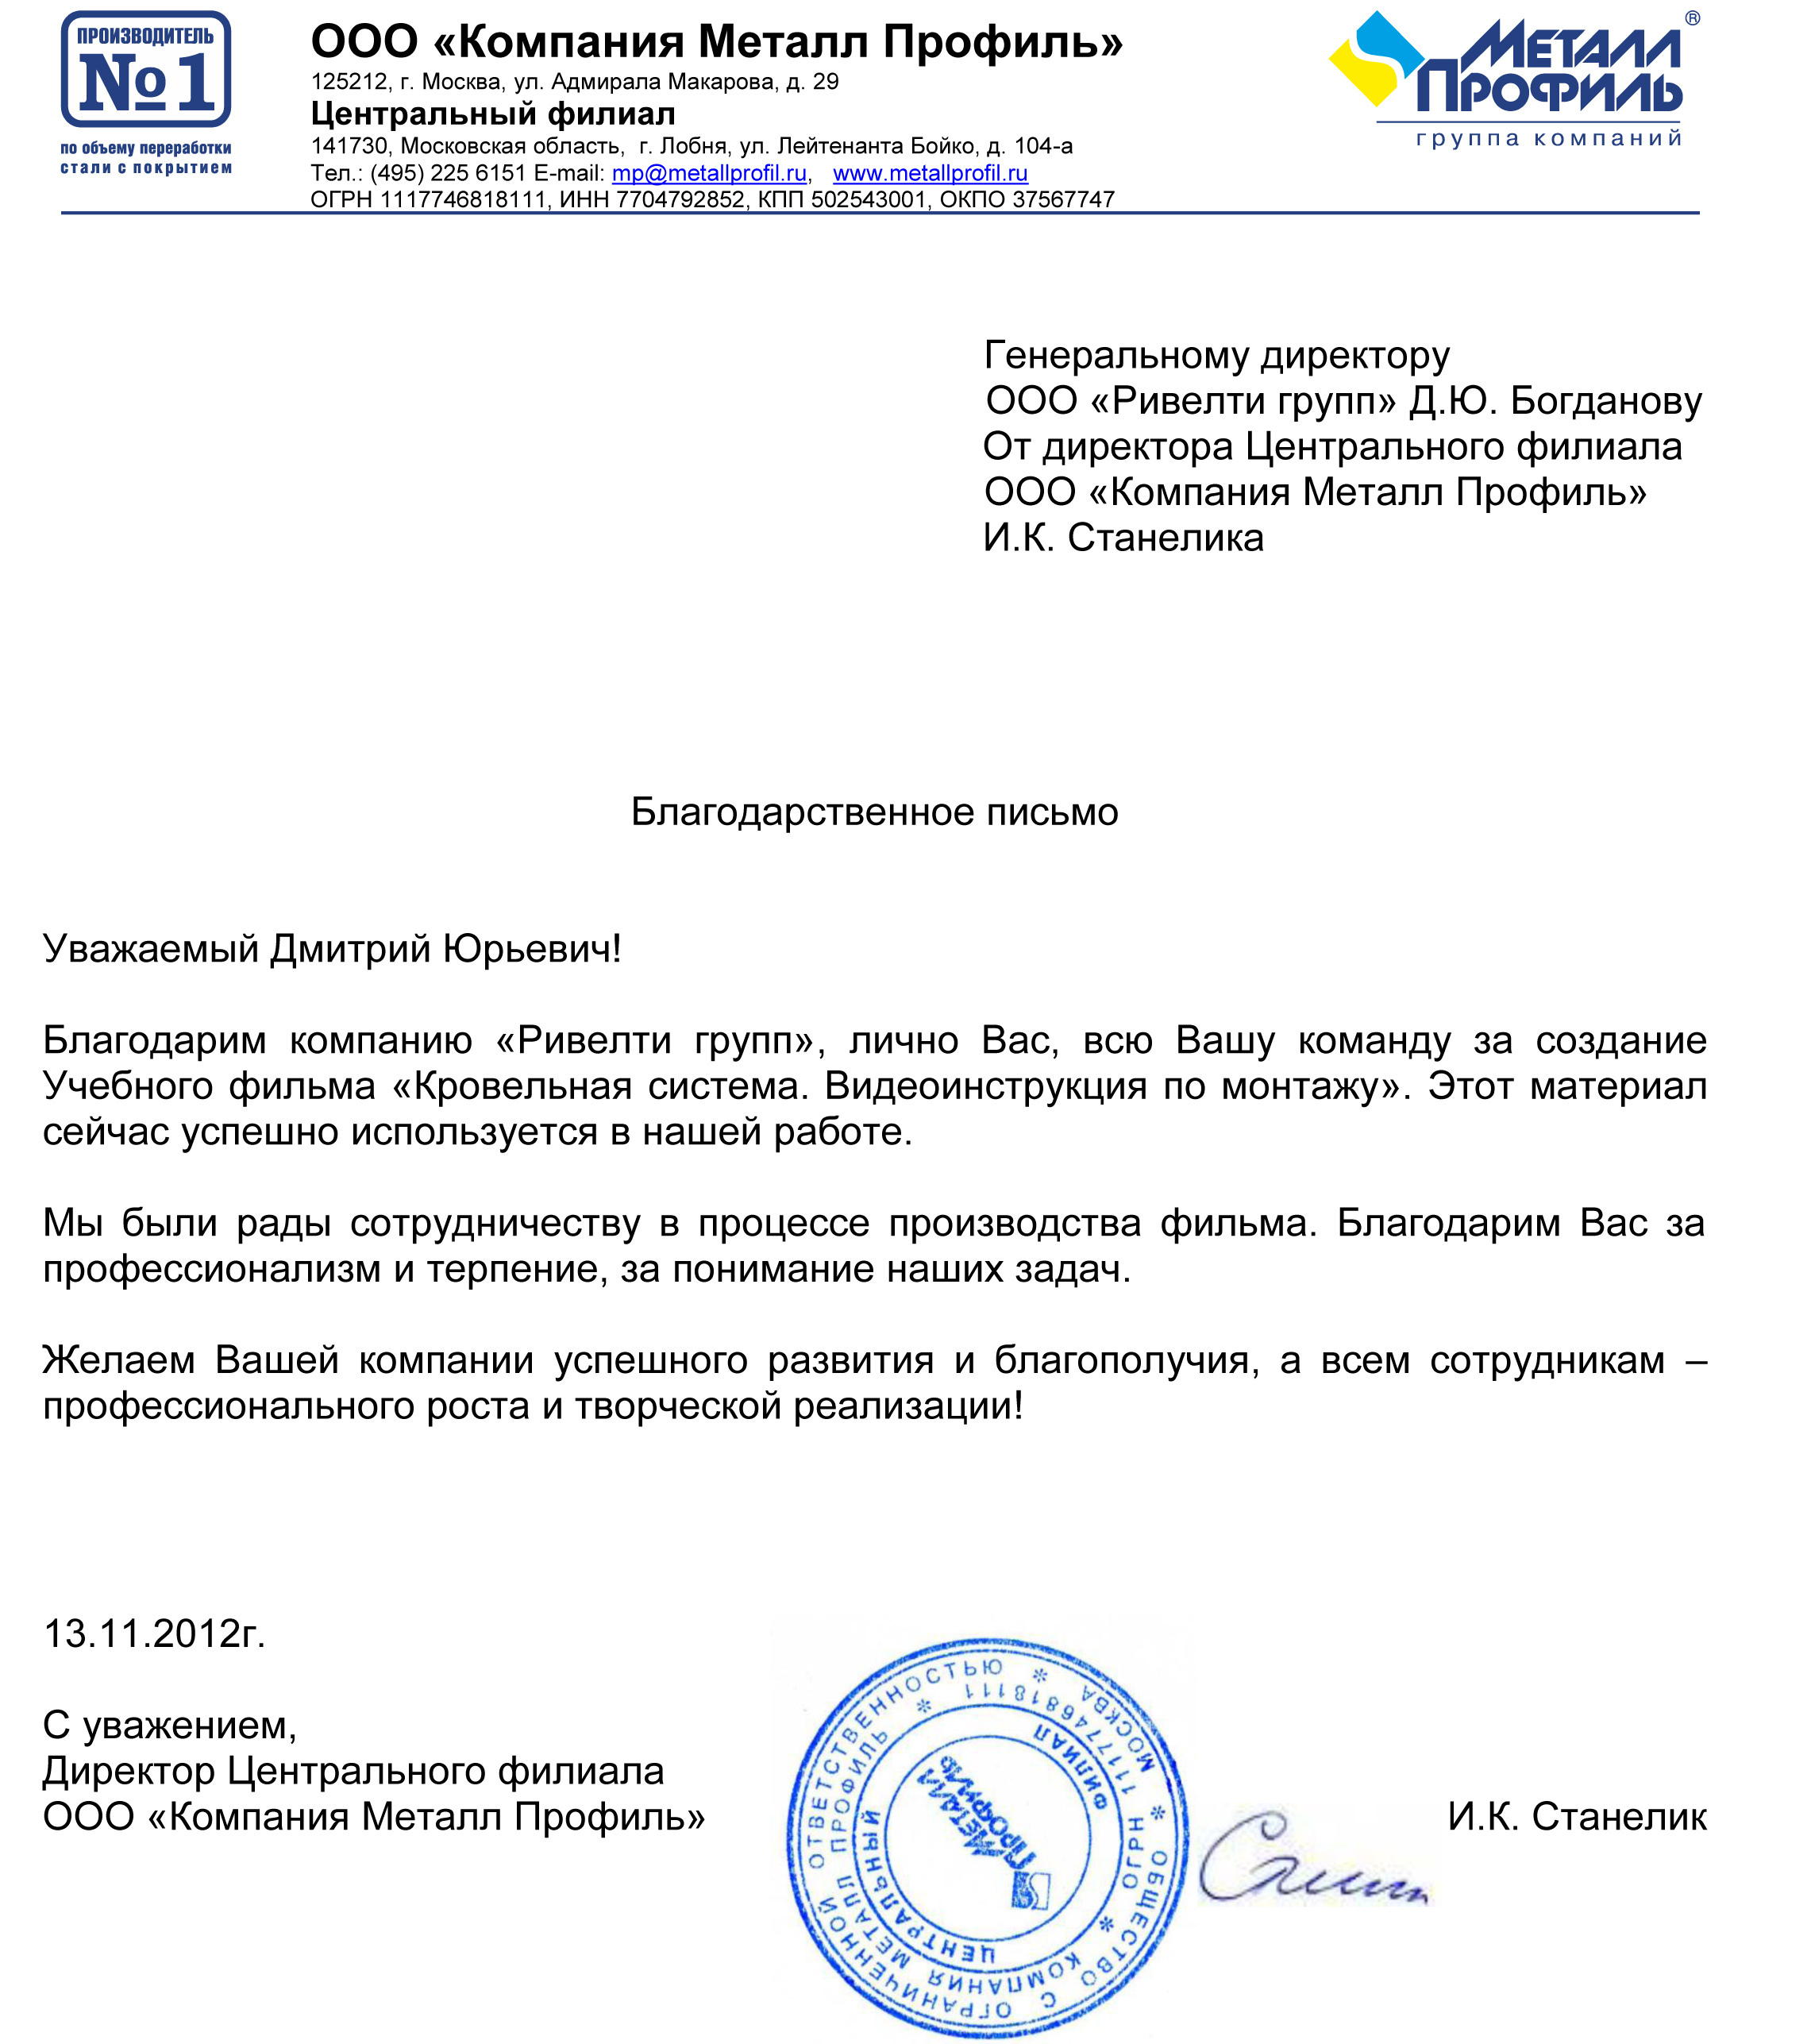 ПРОИЗВОДИТЕЛЬ
№1
по объему переработки
стали с покрытием
ООО «Компания Металл Профиль»
125212, г. Москва, ул. Адмирала Макарова, д. 29
Центральный филиал
141730, Московская область, г. Лобня, ул. Лейтенанта Бойко, д. 104-а
Тел.: (495) 225 6151 E-mail: mp@metallprofil.ru, www.metallprofil.ru
ОГРН 1117746818111, ИНН 7704792852, КПП 502543001, ОКПО 37567747
МЕТАЛЛ ®
ПРОФИЛЬ
группа компаний
Генеральному директору
ООО «Ривелти групп» Д.Ю. Богданову
От директора Центрального филиала
ООО «Компания Металл Профиль»
И.К. Станелика
Благодарственное письмо
Уважаемый Дмитрий Юрьевич!
Благодарим компанию «Ривелти групп», лично Вас, всю Вашу команду за создание
Учебного фильма «Кровельная система. Видеоинструкция по монтажу». Этот материал
сейчас успешно используется в нашей работе.
Мы были рады сотрудничеству в процессе производства фильма. Благодарим Вас за
профессионализм и терпение, за понимание наших задач.
Желаем Вашей компании успешного развития и благополучия, а всем сотрудникам –
профессионального роста и творческой реализации!
13.11.2012г.
С уважением,
Директор Центрального филиала
ООО «Компания Металл Профиль»
И.К. Станелик
* ОБЩЕСТВО С ОГРАНИЧЕННОЙ ОТВЕТСТВЕННОСТЬЮ * МОСКВА
* КОМПАНИЯ МЕТАЛЛ ПРОФИЛЬ * ОГРН 1117746818111
ЦЕНТРАЛЬНЫЙ ФИЛИАЛ
МЕТАЛЛ
ПРОФИЛЬ